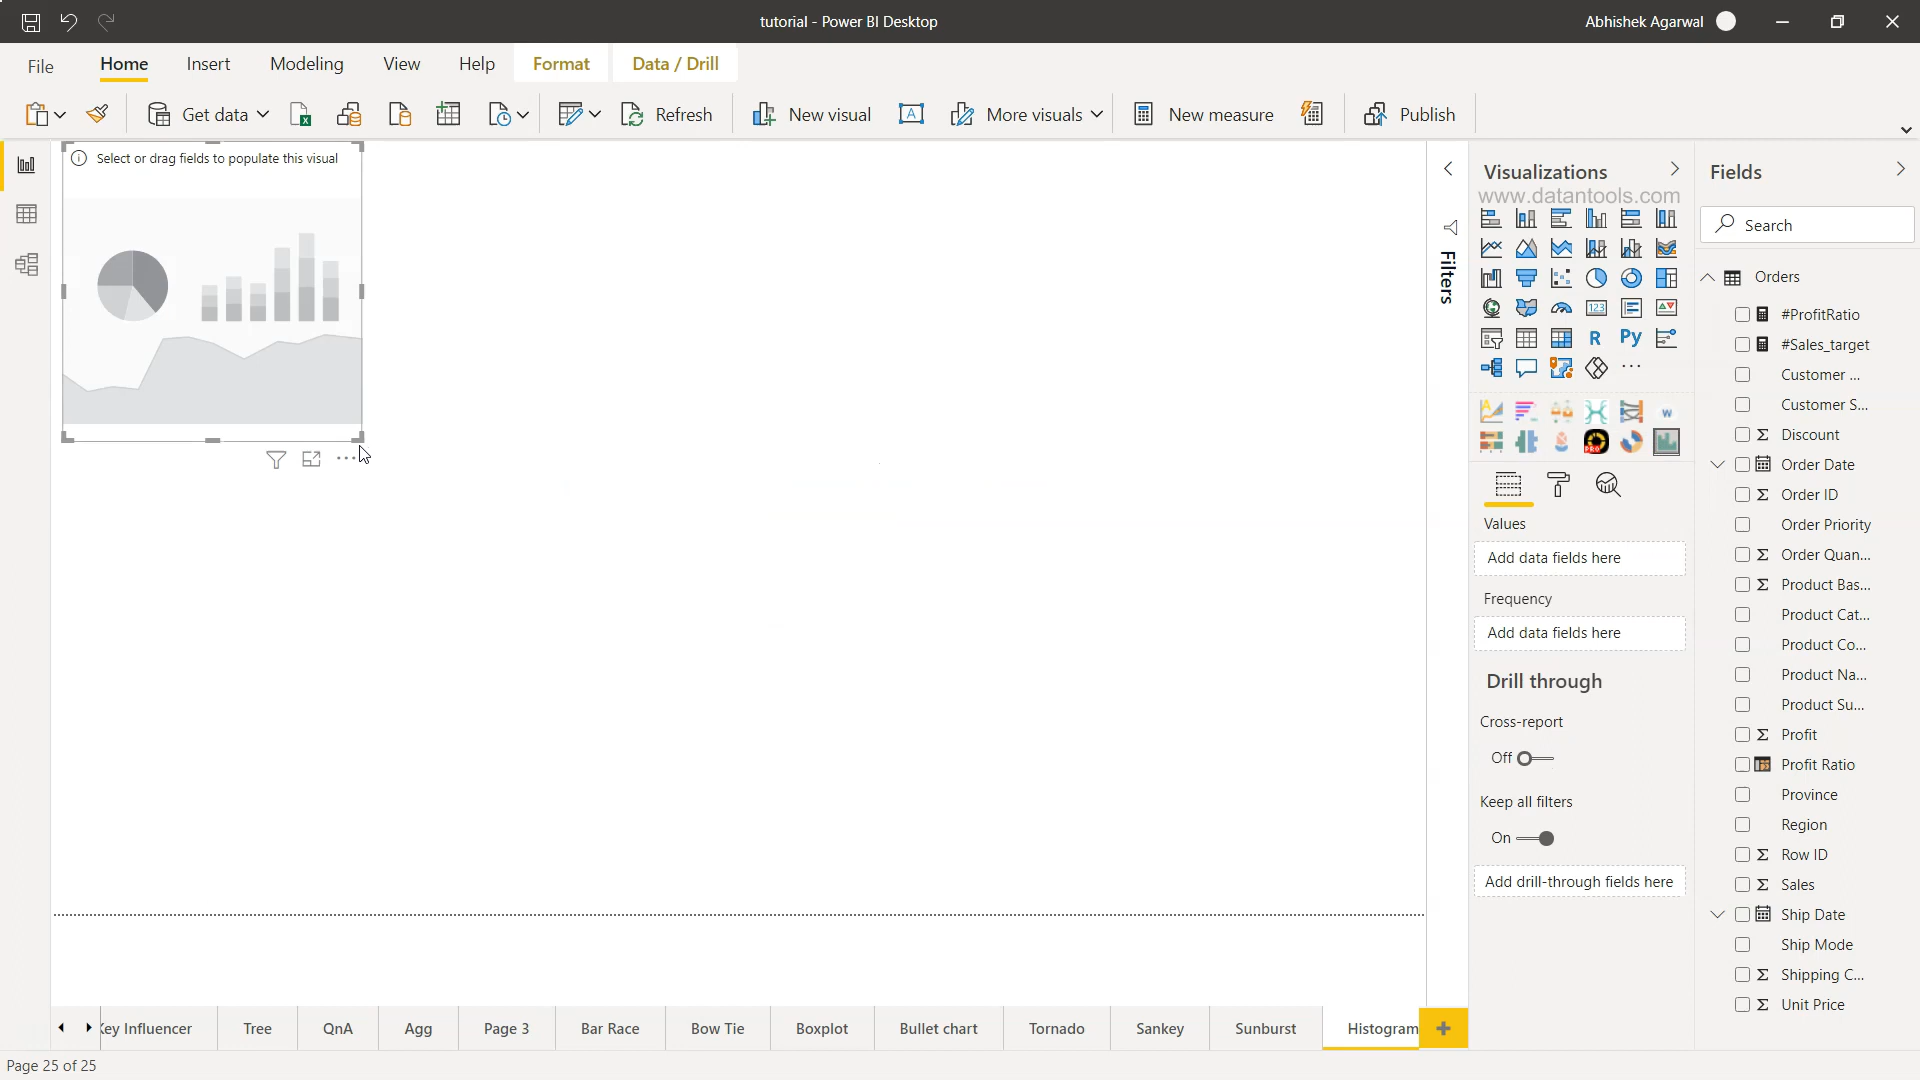 tutorial - Power BI Desktop
Abhishek Agarwal
File
Home
Insert
Modeling
View
Help
Format
Data / Drill
Get data
Refresh
New visual
More visuals
New measure
Publish
Select or drag fields to populate this visual
Filters
Visualizations
www.datantools.com
123
R
Py
W
PRO
Values
Add data fields here
Frequency
Add data fields here
Drill through
Cross-report
Off
Keep all filters
On
Add drill-through fields here
Fields
Search
Orders
#ProfitRatio
#Sales_target
Customer ...
Customer S...
Discount
Order Date
Order ID
Order Priority
Order Quan...
Product Bas...
Product Cat...
Product Co...
Product Na...
Product Su...
Profit
Profit Ratio
Province
Region
Row ID
Sales
Ship Date
Ship Mode
Shipping C...
Unit Price
Key Influencer
Tree
QnA
Agg
Page 3
Bar Race
Bow Tie
Boxplot
Bullet chart
Tornado
Sankey
Sunburst
Histogram
Page 25 of 25